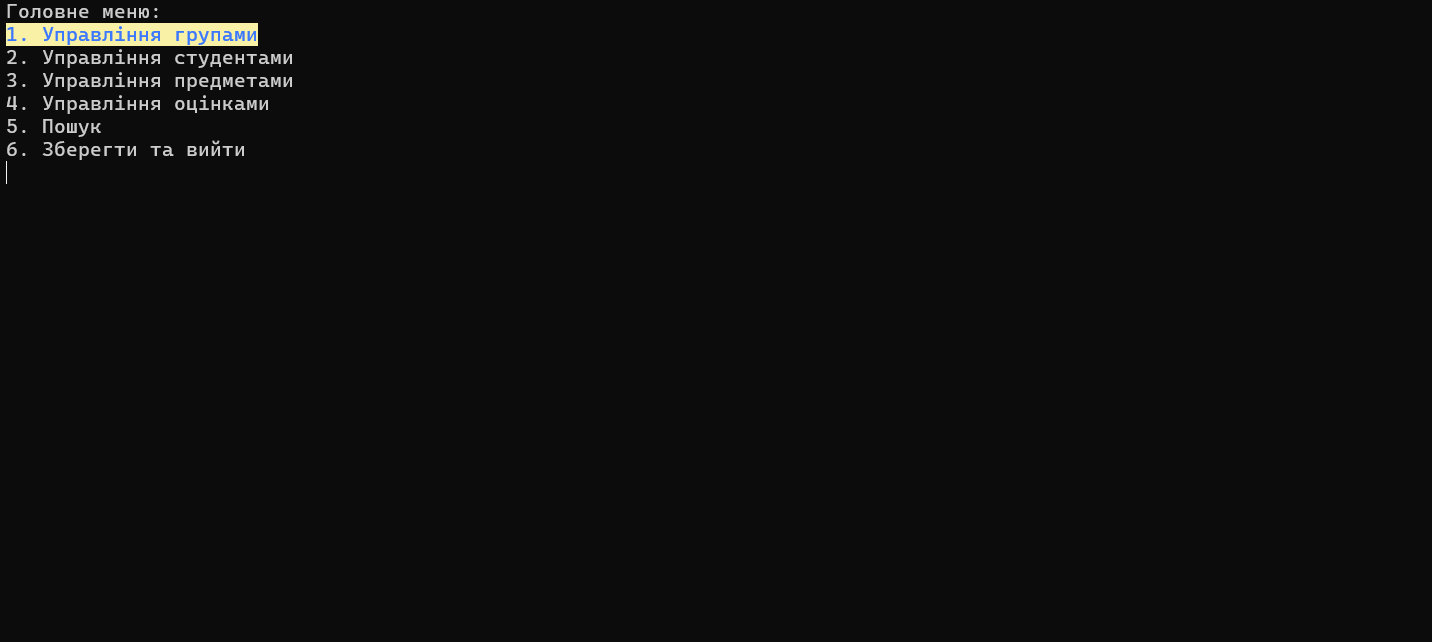 Головне меню:
1. Управління групами
2. Управління студентами
3. Управління предметами
4. Управління оцінками
5. Пошук
6. Зберегти та вийти